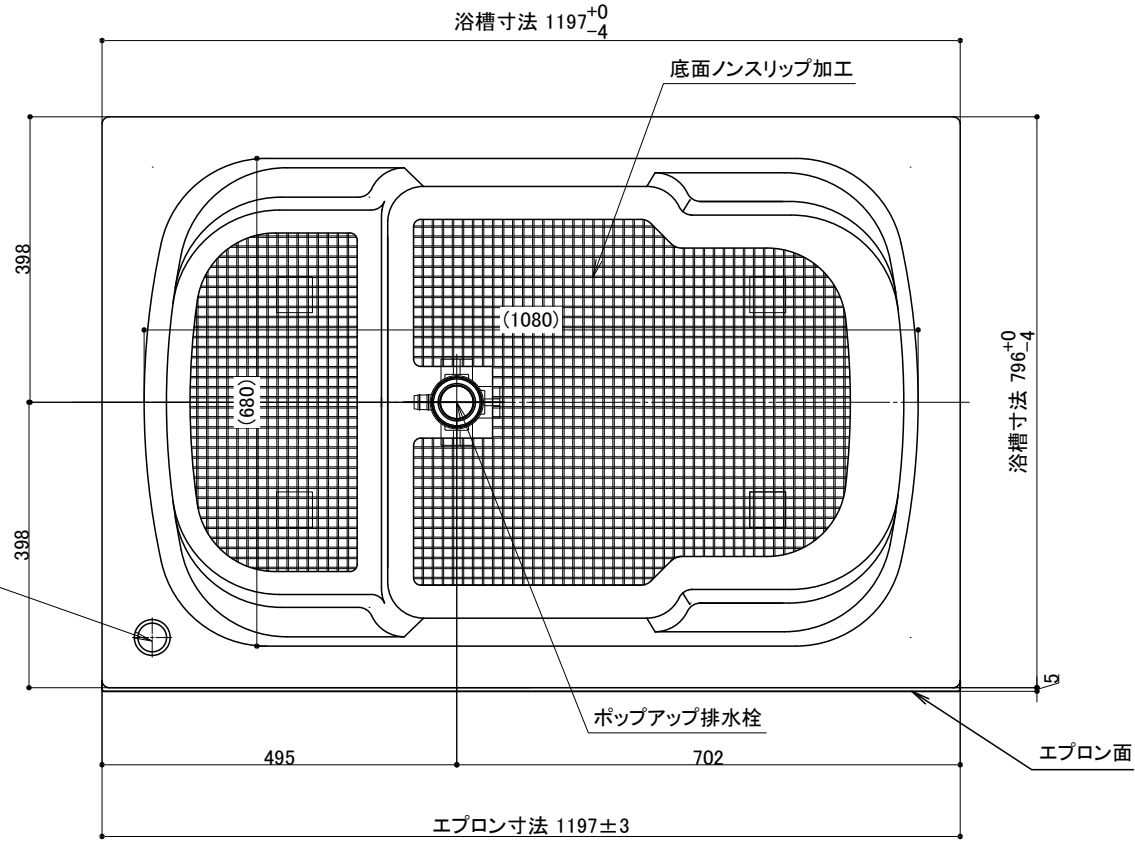 浴槽寸法 1197+0-4
底面ノンスリップ加工
398
(1080)
(680)
浴槽寸法 796+0-4
398
5
ポップアップ排水栓
495
702
エプロン面
エプロン寸法 1197±3